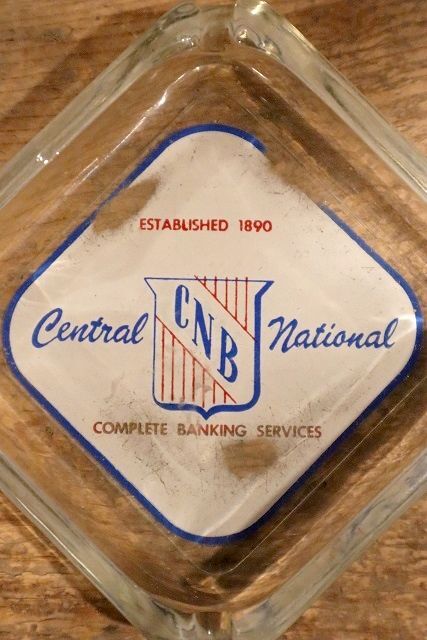 ESTABLISHED 1890
Central CNB National
COMPLETE BANKING SERVICES